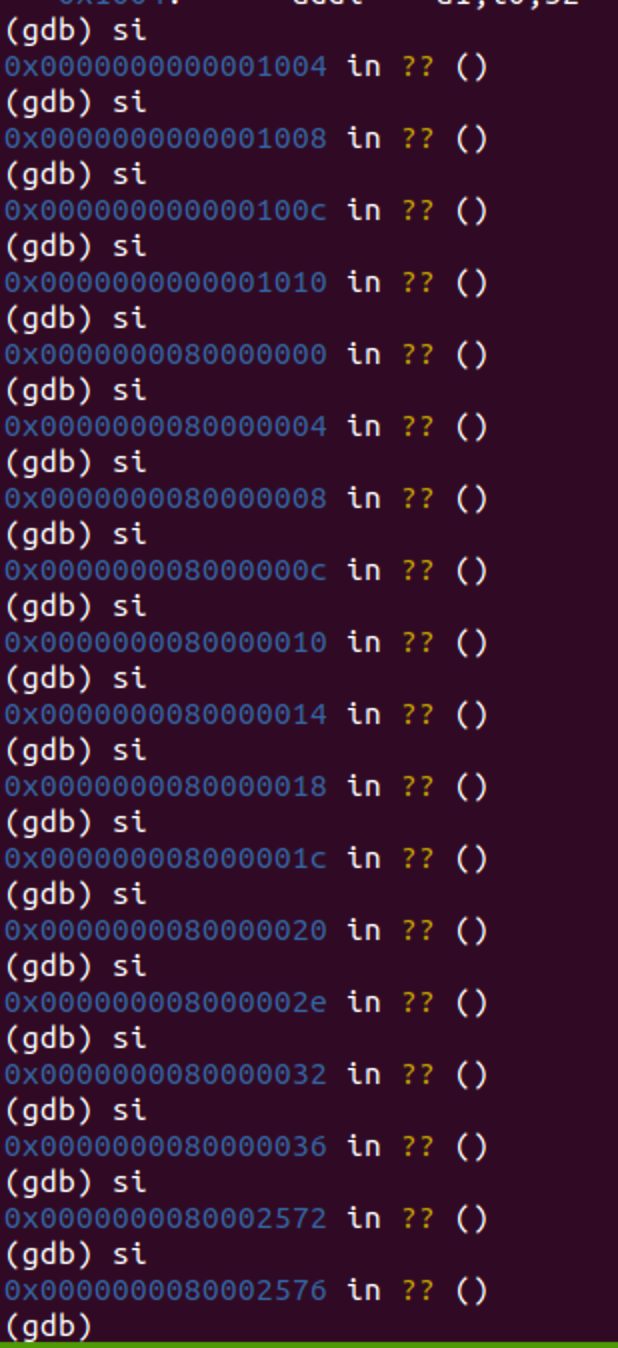 (gdb) si
0x0000000000001004 in ?? ()
(gdb) si
0x0000000000001008 in ?? ()
(gdb) si
0x000000000000100c in ?? ()
(gdb) si
0x0000000000001010 in ?? ()
(gdb) si
0x0000000080000000 in ?? ()
(gdb) si
0x0000000080000004 in ?? ()
(gdb) si
0x0000000080000008 in ?? ()
(gdb) si
0x000000008000000c in ?? ()
(gdb) si
0x0000000080000010 in ?? ()
(gdb) si
0x0000000080000014 in ?? ()
(gdb) si
0x0000000080000018 in ?? ()
(gdb) si
0x000000008000001c in ?? ()
(gdb) si
0x0000000080000020 in ?? ()
(gdb) si
0x000000008000002e in ?? ()
(gdb) si
0x0000000080000032 in ?? ()
(gdb) si
0x0000000080000036 in ?? ()
(gdb) si
0x0000000080002572 in ?? ()
(gdb) si
0x0000000080002576 in ?? ()
(gdb)